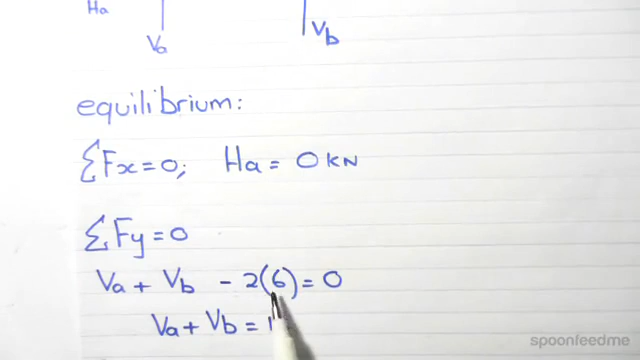 Ha
Va
Vb
equilibrium:
ΣFx=0; Ha = 0 kN
ΣFy=0
Va + Vb - 2(6) = 0
Va + Vb = 1
spoonfeedme